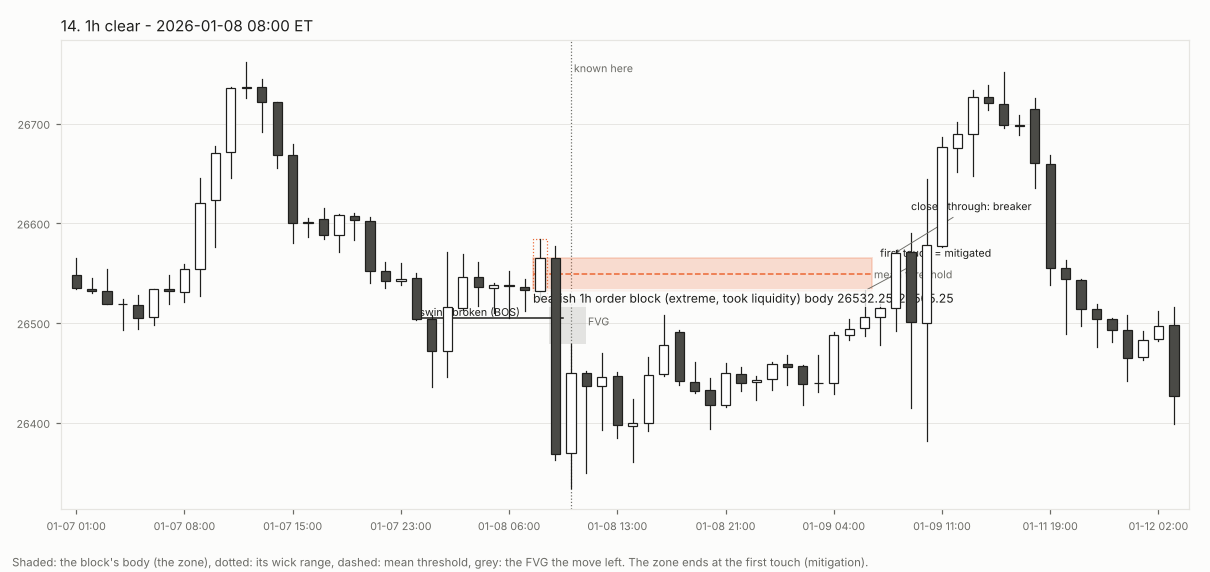 14. 1h clear - 2026-01-08 08:00 ET
known here
26700
closes through: breaker
26600
first touch = mitigated
mean threshold
bearish 1h order block (extreme, took liquidity) body 26532.25
swing broken (BOS)
FVG
26500
26400
01-07 01:00 01-07 08:00 01-07 15:00 01-07 23:00 01-08 06:00 01-08 13:00 01-08 21:00 01-09 04:00 01-09 11:00 01-11 19:00 01-12 02:00
Shaded: the block's body (the zone), dotted: its wick range, dashed: mean threshold, grey: the FVG the move left. The zone ends at the first touch (mitigation).